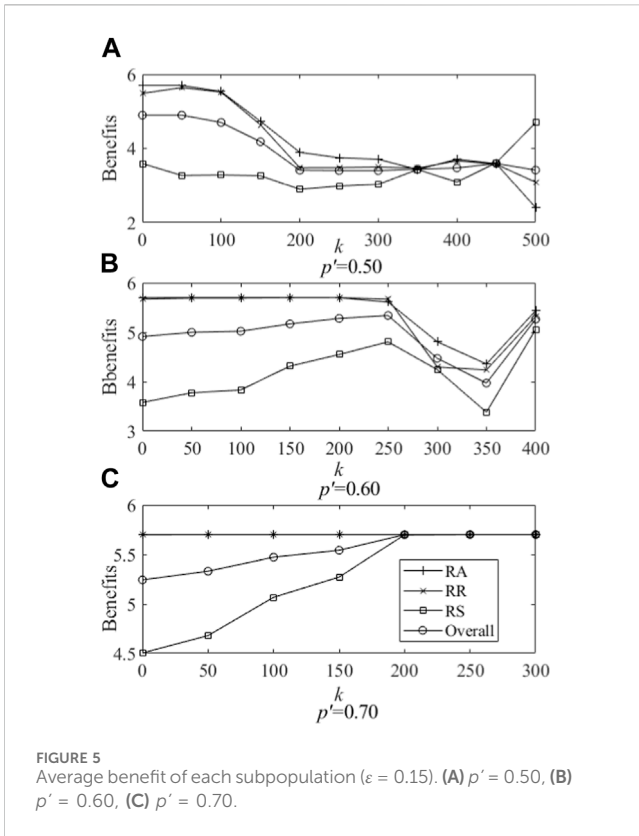 A
6
4
2
Benefits
0 100 200 300 400 500
k
p'=0.50
B
6
5
4
3
Bbenefits
0 50 100 150 200 250 300 350 400
k
p'=0.60
C
6
5.5
5
4.5
Benefits
RA
RR
RS
Overall
0 50 100 150 200 250 300
k
p'=0.70
FIGURE 5
Average benefit of each subpopulation (ε = 0.15). (A) p′ = 0.50, (B)
p′ = 0.60, (C) p′ = 0.70.